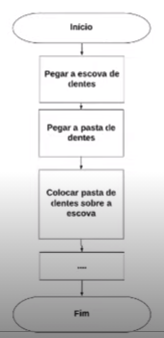 Início
Pegar a escova de
dentes
Pegar a pasta de
dentes
Colocar pasta de
dentes sobre a
escova
....
Fim